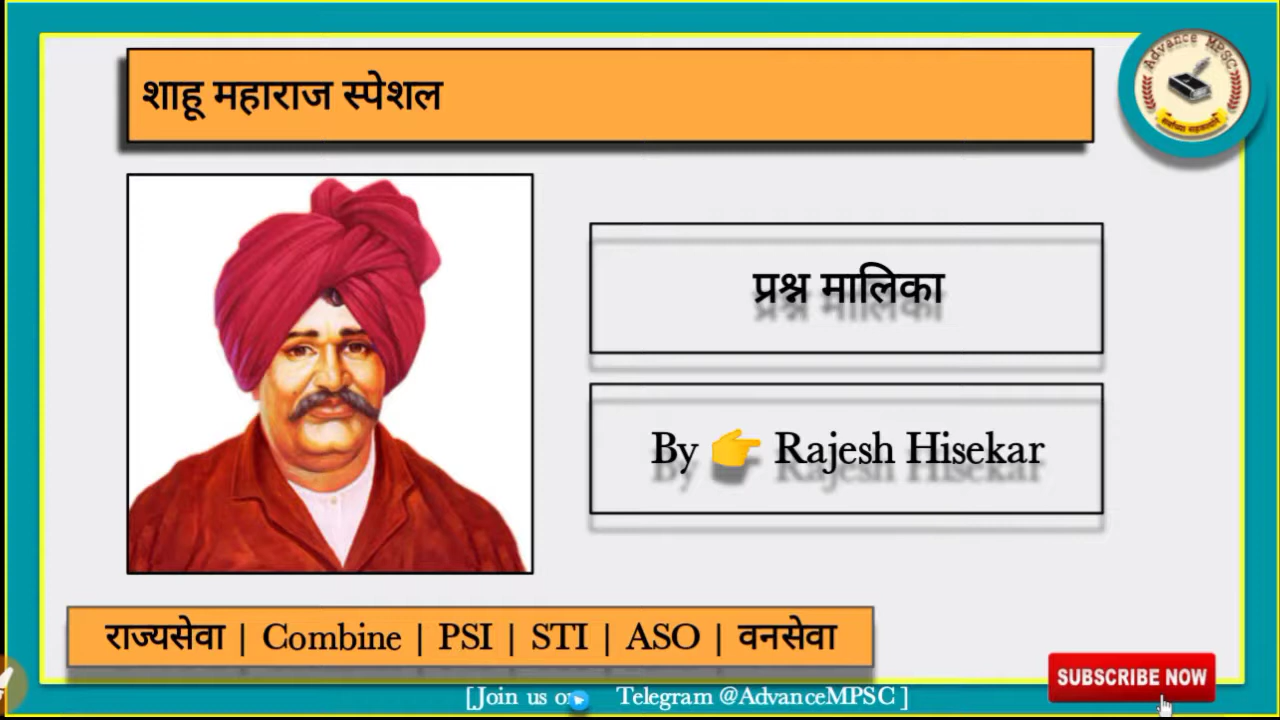 शाहू महाराज स्पेशल
Advance MPSC
प्रश्न मालिका
By 👉 Rajesh Hisekar
राज्यसेवा | Combine | PSI | STI | ASO | वनसेवा
SUBSCRIBE NOW
[Join us Telegram @AdvanceMPSC ]